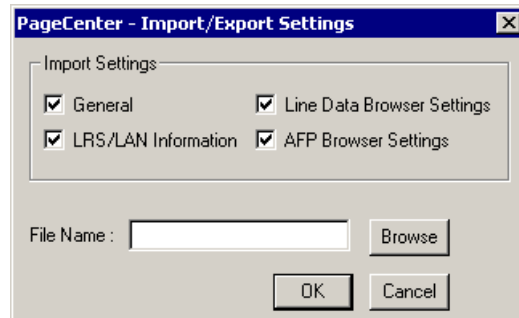 PageCenter - Import/Export Settings
Import Settings
General
Line Data Browser Settings
LRS/LAN Information
AFP Browser Settings
File Name :
Browse
OK
Cancel